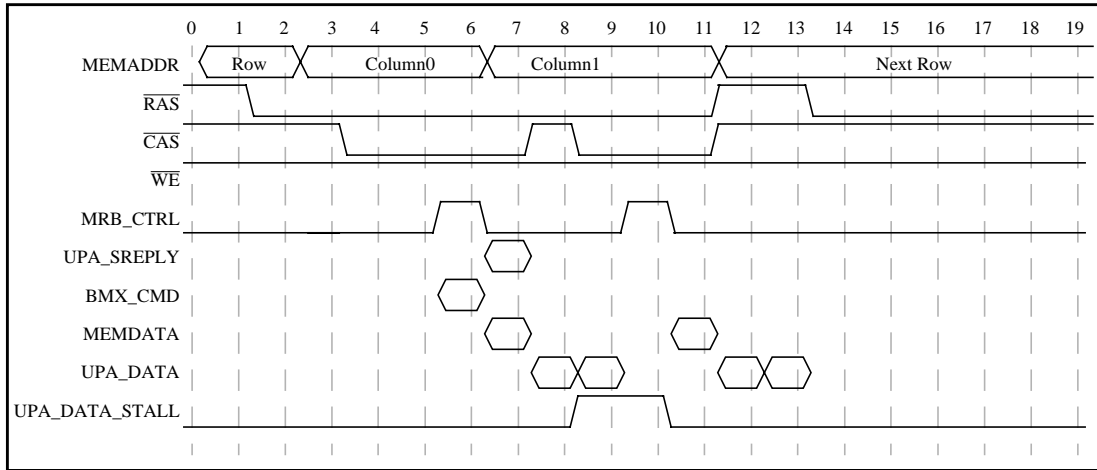 0 1 2 3 4 5 6 7 8 9 10 11 12 13 14 15 16 17 18 19
MEMADDR Row Column0 Column1 Next Row
RAS
CAS
WE
MRB_CTRL
UPA_SREPLY
BMX_CMD
MEMDATA
UPA_DATA
UPA_DATA_STALL